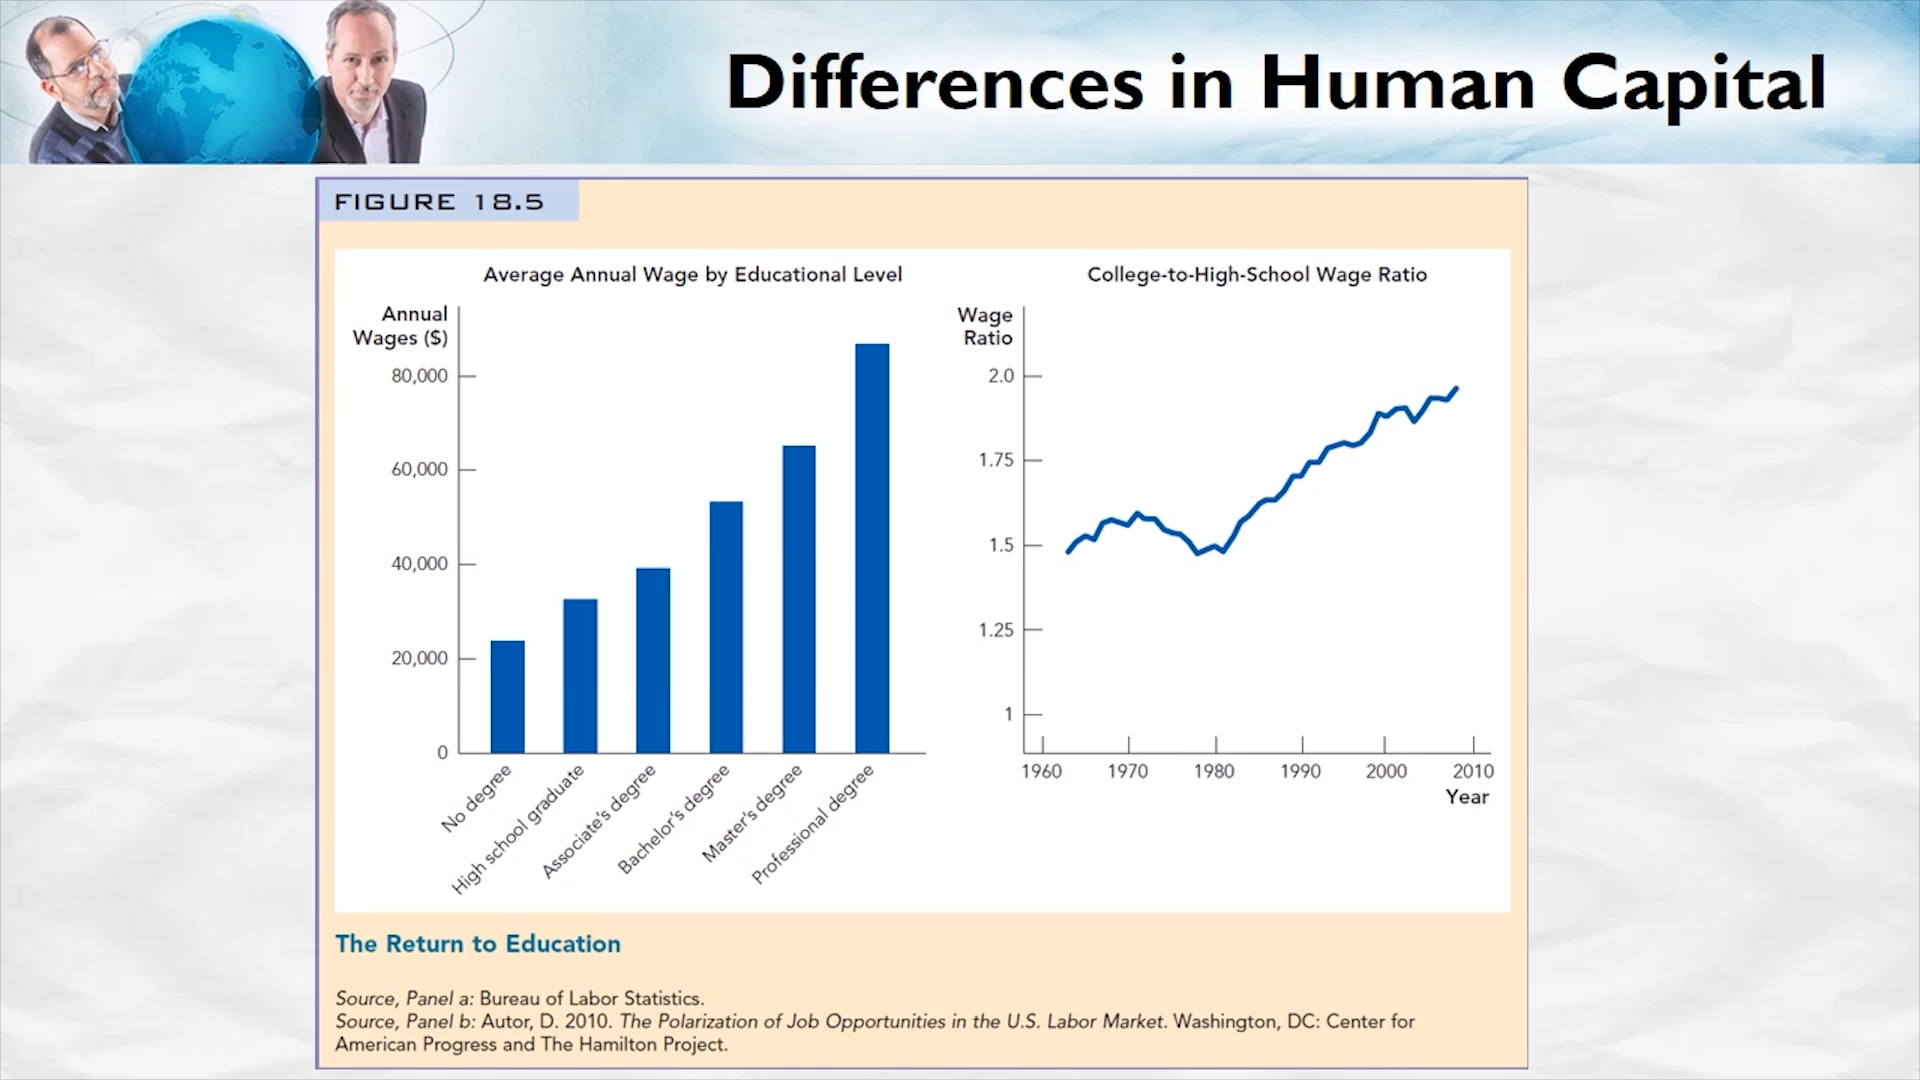 Differences in Human Capital
FIGURE 18.5
Average Annual Wage by Educational Level
Annual
Wages ($)
80,000
60,000
40,000
20,000
0
No degree
High school graduate
Associate's degree
Bachelor's degree
Master's degree
Professional degree
College-to-High-School Wage Ratio
Wage
Ratio
2.0
1.75
1.5
1.25
1
1960 1970 1980 1990 2000 2010
Year
The Return to Education
Source, Panel a: Bureau of Labor Statistics.
Source, Panel b: Autor, D. 2010. The Polarization of Job Opportunities in the U.S. Labor Market. Washington, DC: Center for
American Progress and The Hamilton Project.